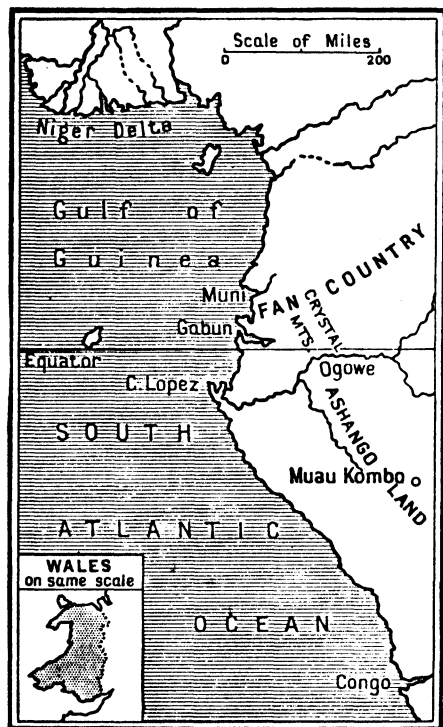 Scale of Miles
0 200
Niger Delta
Gulf of
Guinea
FAN COUNTRY
Muni
CRYSTAL
MTS.
Gabun
Equator
Ogowe
C. Lopez
ASHANGO LAND
SOUTH
Muau Kombo
ATLANTIC
WALES
on same scale
OCEAN
Congo